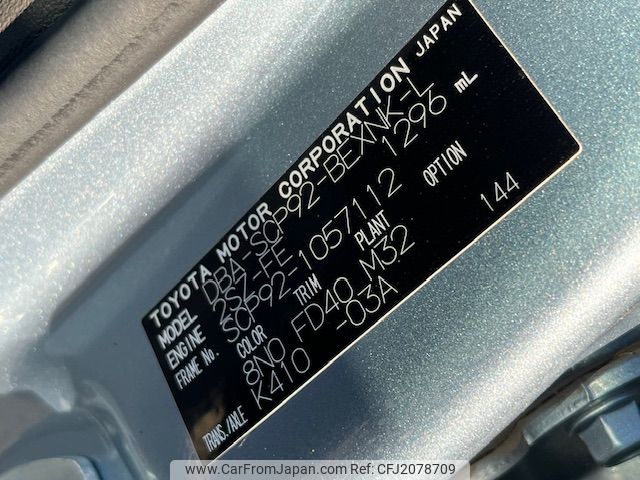 TOYOTA MOTOR CORPORATION JAPAN
MODEL DBA-SCP92-BEXNK-L
ENGINE 2SZ-FE 1296 mL
FRAME No. SCP92-1057112
COLOR TRIM PLANT OPTION
8N0 FD40 M32 144
TRANS./AXLE K410 -03A
www.CarFromJapan.com | CFJ2078709